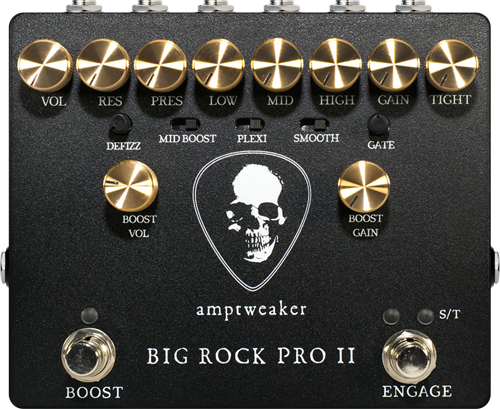 VOL RES PRES LOW MID HIGH GAIN TIGHT
DEFIZZ MID BOOST PLEXI SMOOTH GATE
BOOST
VOL
BOOST
GAIN
amptweaker
S/T
BIG ROCK PRO II
BOOST ENGAGE